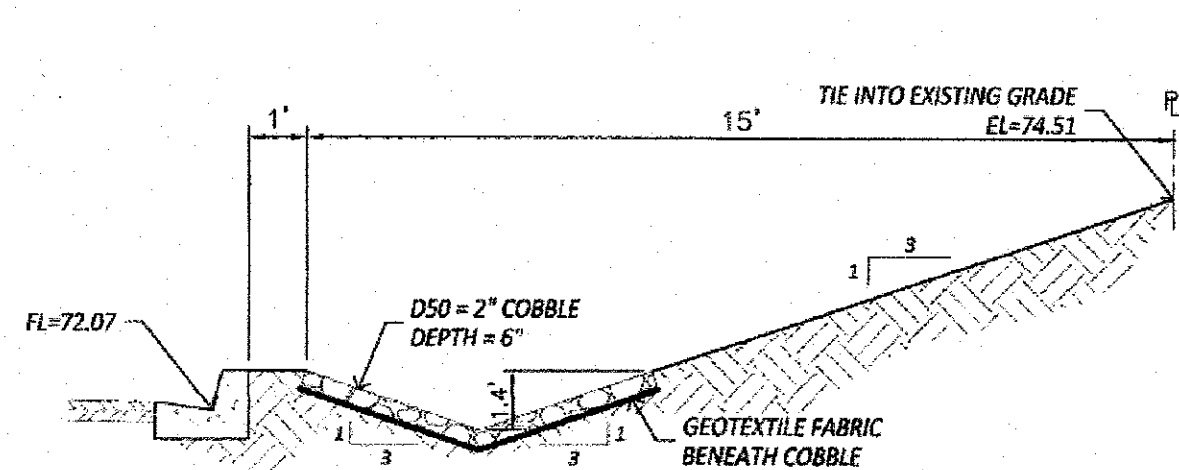 TIE INTO EXISTING GRADE
EL=74.51
PL
1'
15'
3
1
FL=72.07
D50 = 2" COBBLE
DEPTH = 6"
1.4'
1
3
3
1
GEOTEXTILE FABRIC
BENEATH COBBLE